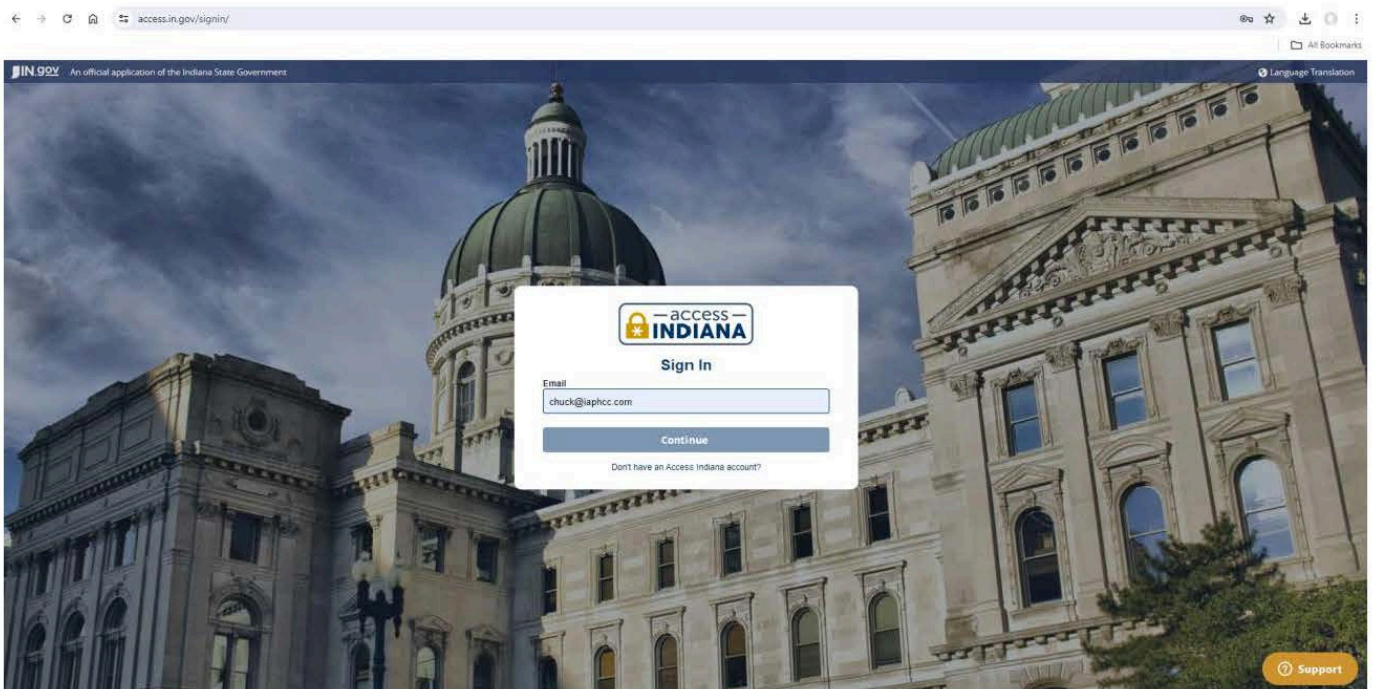 access.in.gov/signin/
All Bookmarks
IN.gov An official application of the Indiana State Government
Language Translation
access
INDIANA
Sign In
Email
chuck@iaphcc.com
Continue
Don't have an Access Indiana account?
Support